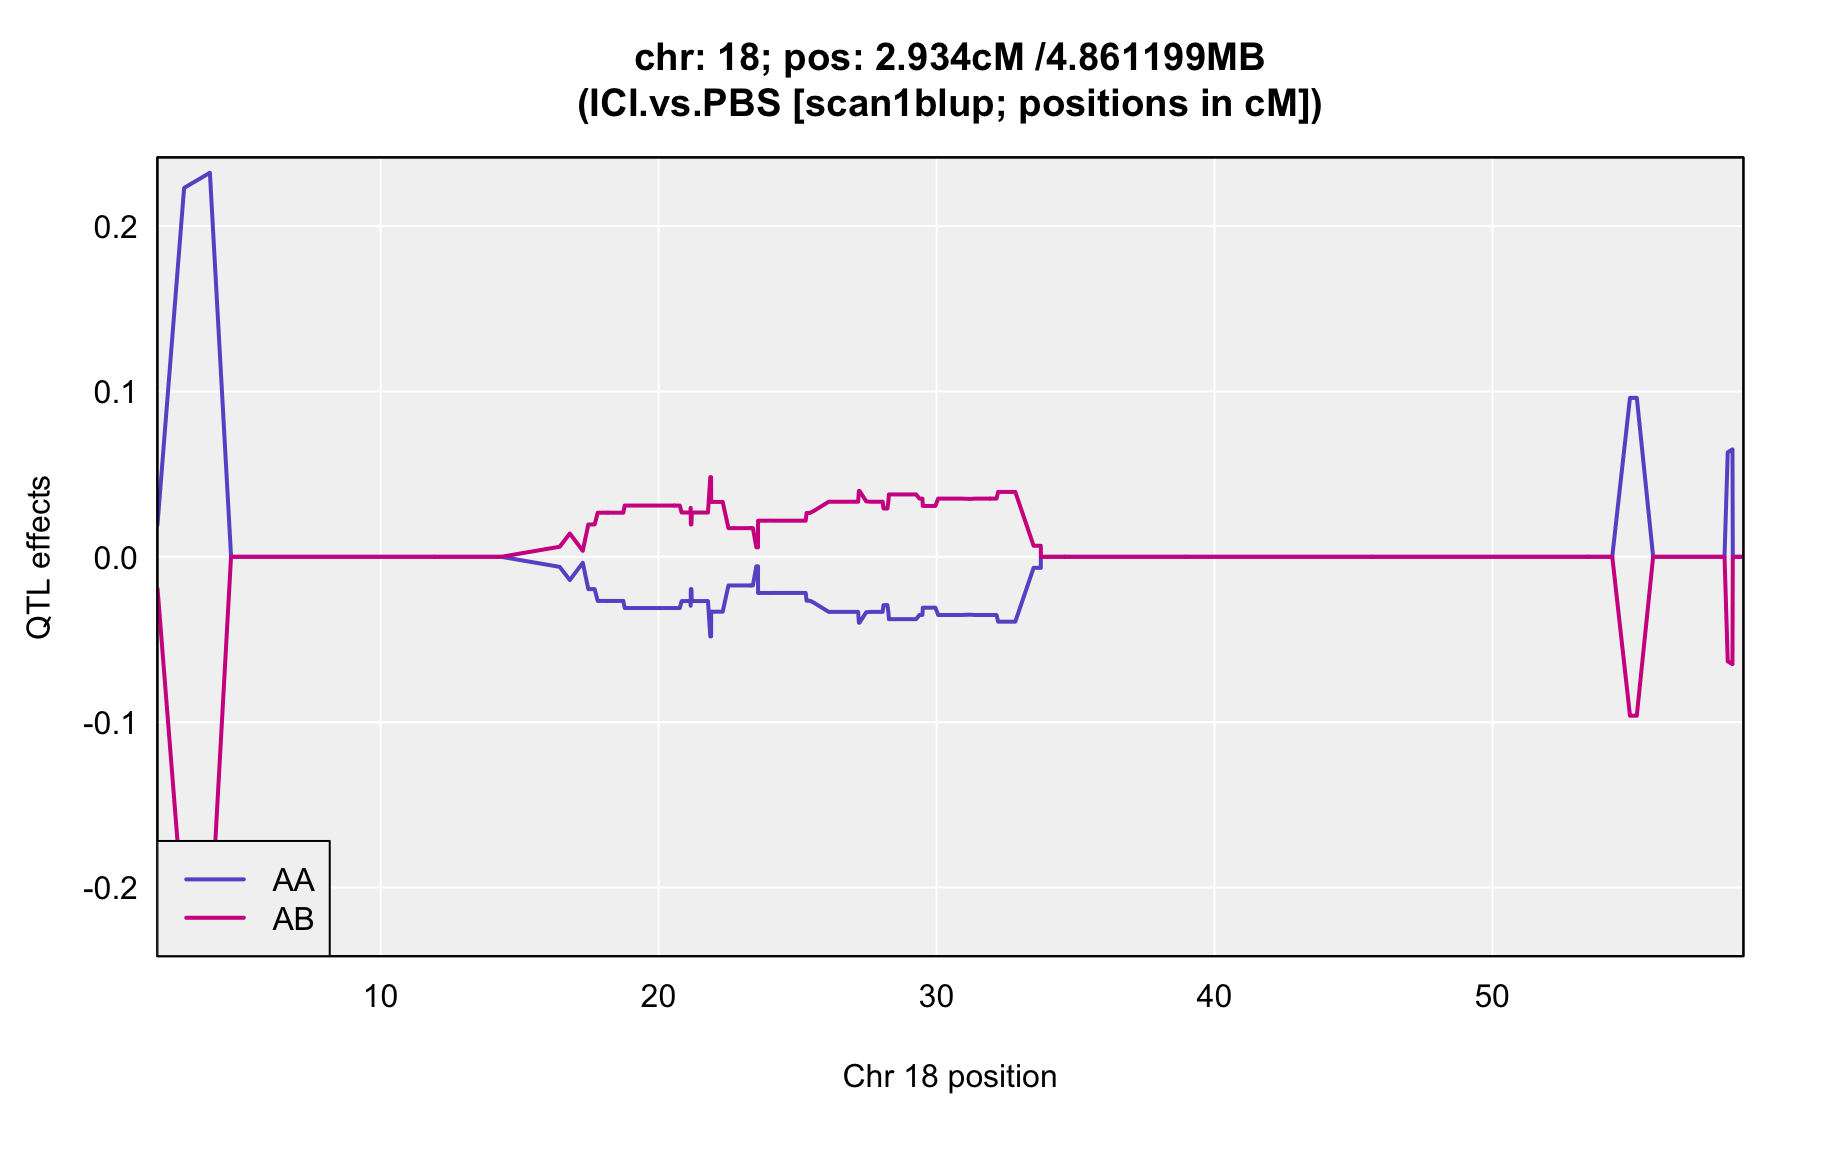 chr: 18; pos: 2.934cM /4.861199MB
(ICI.vs.PBS [scan1blup; positions in cM])
QTL effects
0.2
0.1
0.0
-0.1
-0.2
AA
AB
10 20 30 40 50
Chr 18 position